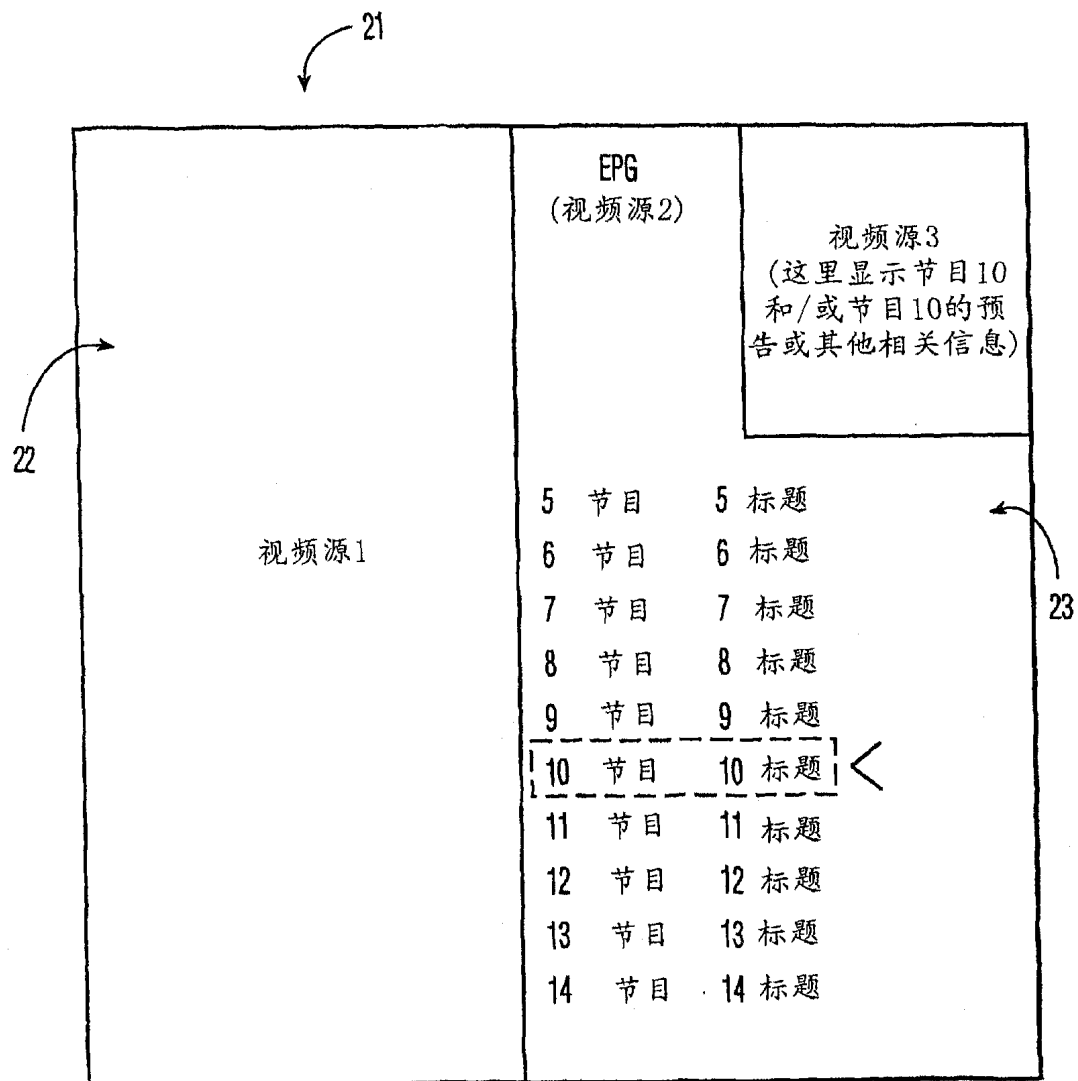 21
EPG
(视频源2)
视频源3
(这里显示节目10
和/或节目10的预
告或其他相关信息)
22
视频源1
23
5 节目 5 标题
6 节目 6 标题
7 节目 7 标题
8 节目 8 标题
9 节目 9 标题
10 节目 10 标题 <
11 节目 11 标题
12 节目 12 标题
13 节目 13 标题
14 节目 14 标题